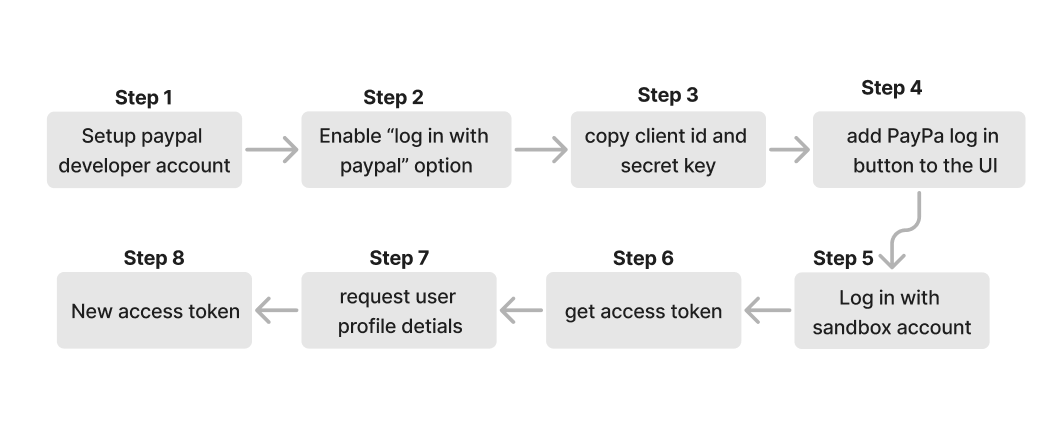 Step 1
Setup paypal
developer account
Step 2
Enable “log in with
paypal” option
Step 3
copy client id and
secret key
Step 4
add PayPa log in
button to the UI
Step 5
Log in with
sandbox account
Step 6
get access token
Step 7
request user
profile detials
Step 8
New access token